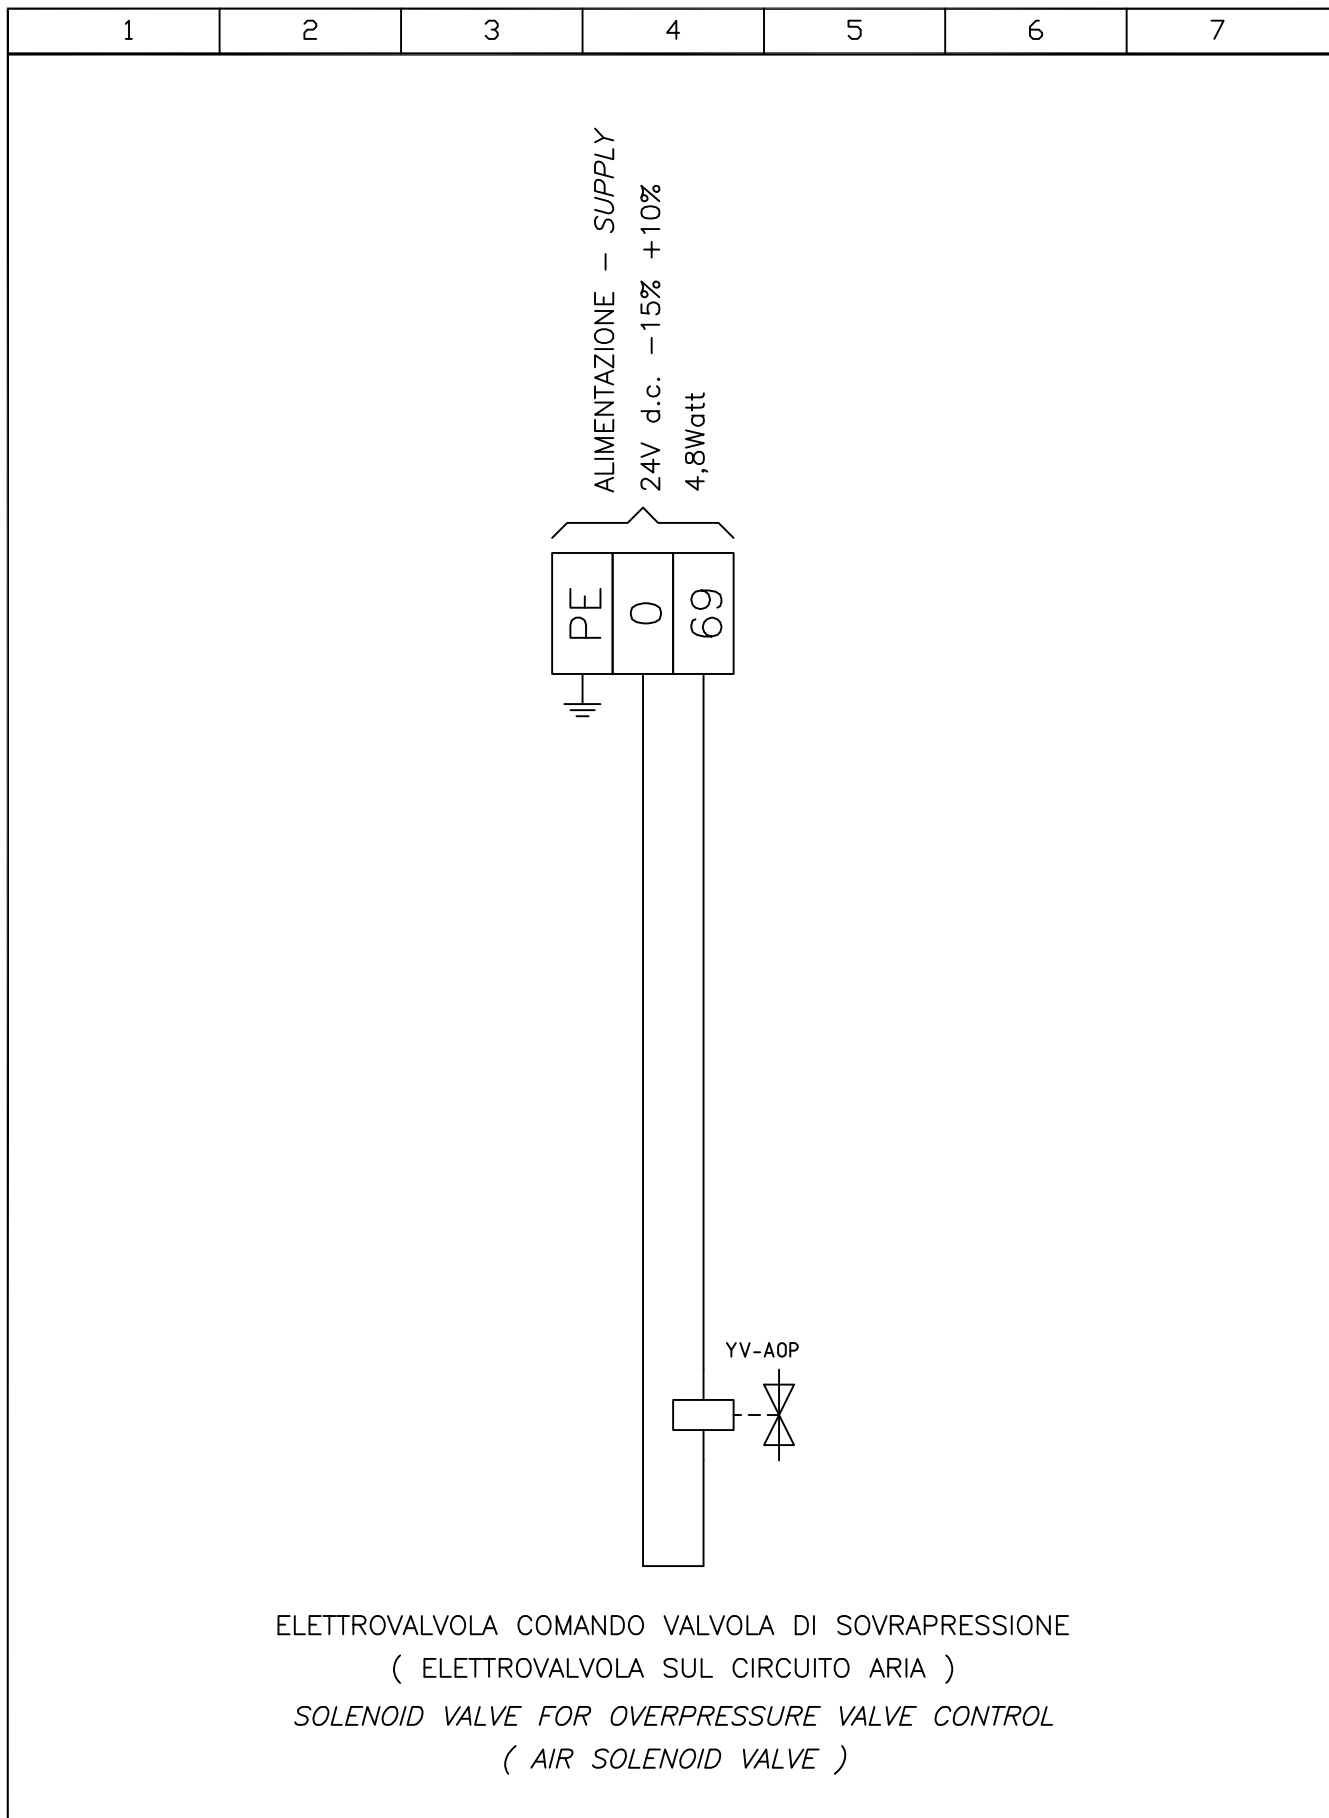 1 2 3 4 5 6 7
ALIMENTAZIONE - SUPPLY
24V d.c. -15% +10%
4,8Watt
PE
0
69
YV-AOP
ELETTROVALVOLA COMANDO VALVOLA DI SOVRAPRESSIONE
( ELETTROVALVOLA SUL CIRCUITO ARIA )
SOLENOID VALVE FOR OVERPRESSURE VALVE CONTROL
( AIR SOLENOID VALVE )